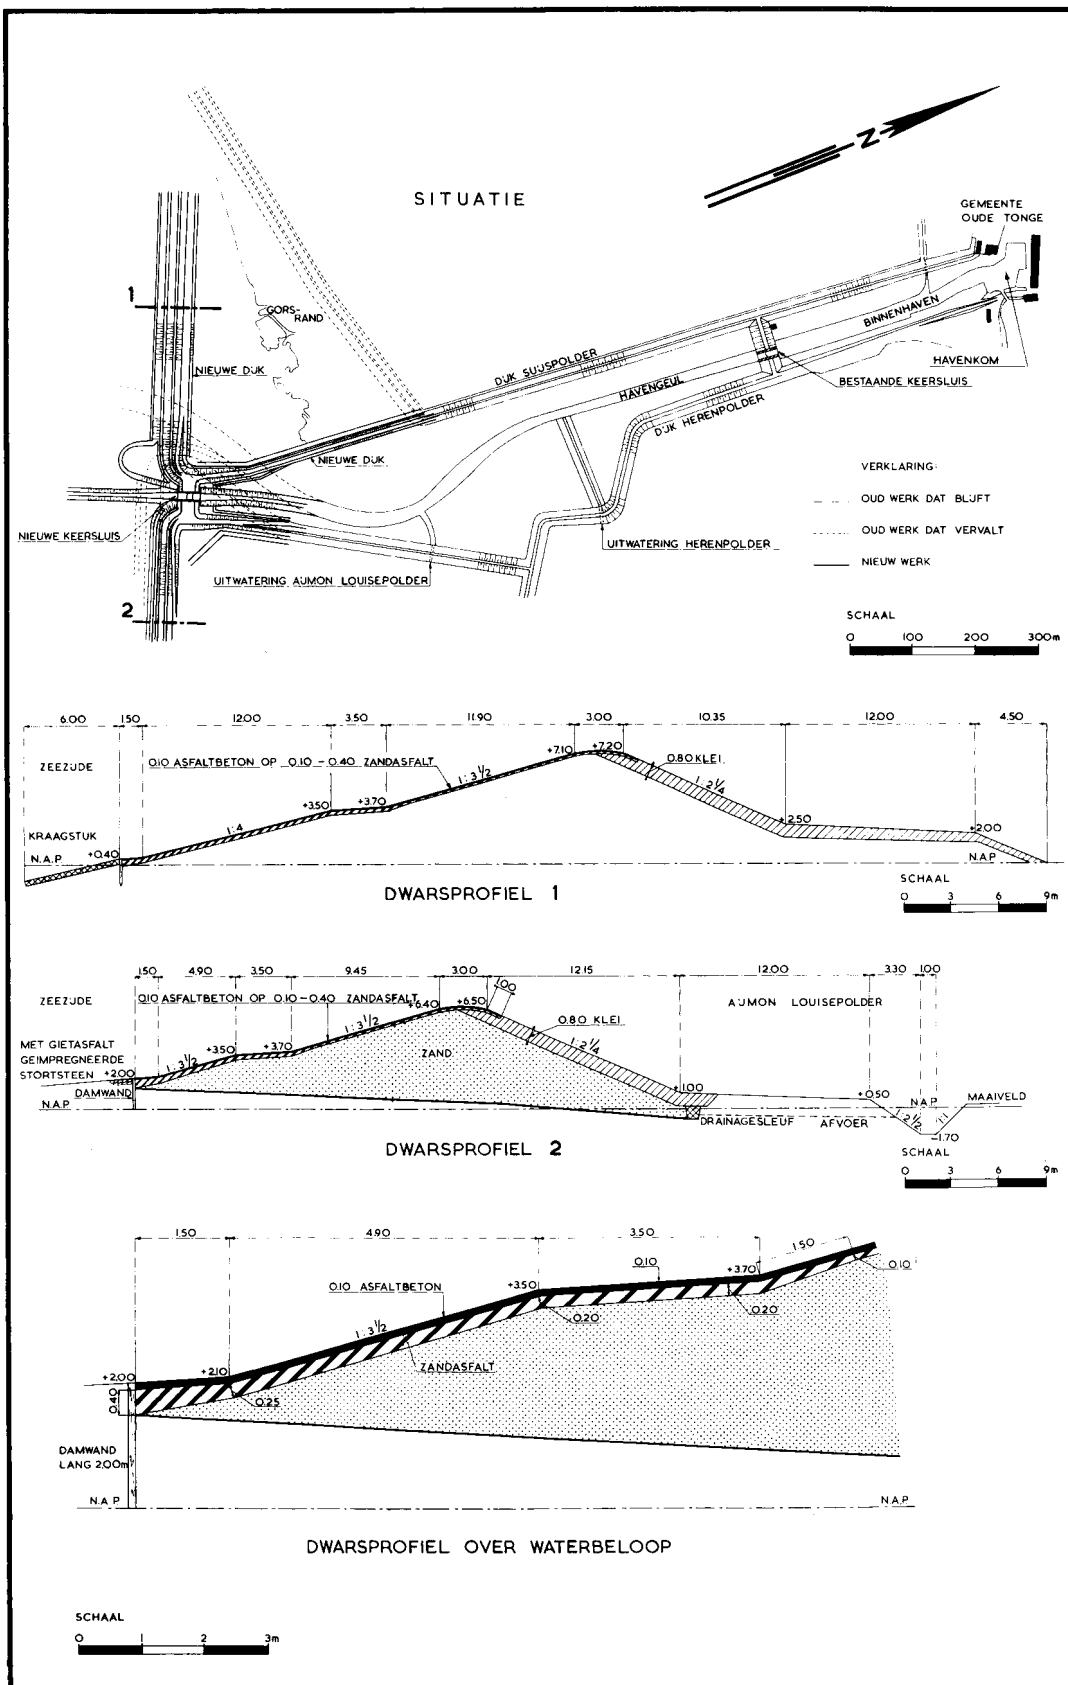 SITUATIE
N
GEMEENTE
OUDE TONGE
1
GORS-
RAND
NIEUWE DIJK
DIJK SUIJSPOLDER
HAVENGEUL
BINNENHAVEN
HAVENKOM
BESTAANDE KEERSLUIS
DIJK HERENPOLDER
NIEUWE DIJK
NIEUWE KEERSLUIS
UITWATERING HERENPOLDER
UITWATERING AIJMON LOUISEPOLDER
2
VERKLARING:
OUD WERK DAT BLIJFT
OUD WERK DAT VERVALT
NIEUW WERK
SCHAAL
0 100 200 300m
6.00 1.50 12.00 3.50 11.90 3.00 10.35 12.00 4.50
ZEEZIJDE
0.10 ASFALTBETON OP 0.10 - 0.40 ZANDASFALT
1:3½
+7.10 +7.20
0.80 KLEI
1:2¼
+3.50 +3.70
1:4
+2.50
+2.00
KRAAGSTUK
N.A.P.
+0.40
N.A.P.
DWARSPROFIEL 1
SCHAAL
0 3 6 9m
1.50 4.90 3.50 9.45 3.00 12.15 12.00 3.30 1.00
ZEEZIJDE
0.10 ASFALTBETON OP 0.10-0.40 ZANDASFALT
+6.40 +6.50
1.00
AIJMON LOUISEPOLDER
1:3½
0.80 KLEI
1:2¼
MET GIETASFALT
GEIMPREGNEERDE
STORTSTEEN
+2.00
1:3½
+3.50 +3.70
ZAND
DAMWAND
N.A.P.
+1.00
+0.50
N.A.P.
MAAIVELD
1:2½
1:1
-1.70
DRAINAGESLEUF AFVOER
DWARSPROFIEL 2
SCHAAL
0 3 6 9m
1.50 4.90 3.50
1.50
0.10 ASFALTBETON
+3.50
0.10
+3.70
0.10
1:3½
0.20
0.20
ZANDASFALT
+2.00
+2.10
0.40
0.25
DAMWAND
LANG 2.00m
N.A.P.
N.A.P.
DWARSPROFIEL OVER WATERBELOOP
SCHAAL
0 1 2 3m